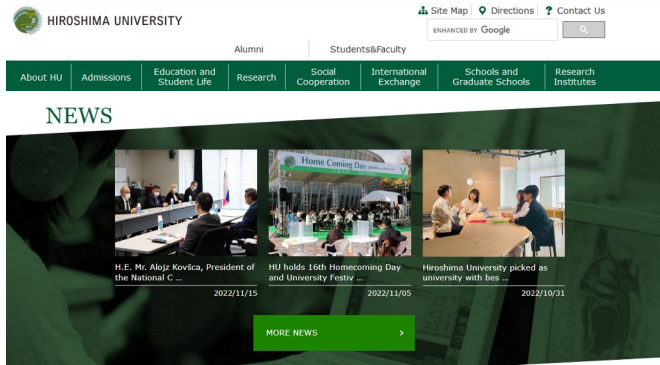 HIROSHIMA UNIVERSITY
Site Map
Directions
? Contact Us
ENHANCED BY Google
Alumni
Students&Faculty
About HU
Admissions
Education and
Student Life
Research
Social
Cooperation
International
Exchange
Schools and
Graduate Schools
Research
Institutes
NEWS
Home Coming Day
H.E. Mr. Alojz Kovšca, President of
the National C ...
2022/11/15
HU holds 16th Homecoming Day
and University Festiv ...
2022/11/05
Hiroshima University picked as
university with bes ...
2022/10/31
MORE NEWS >